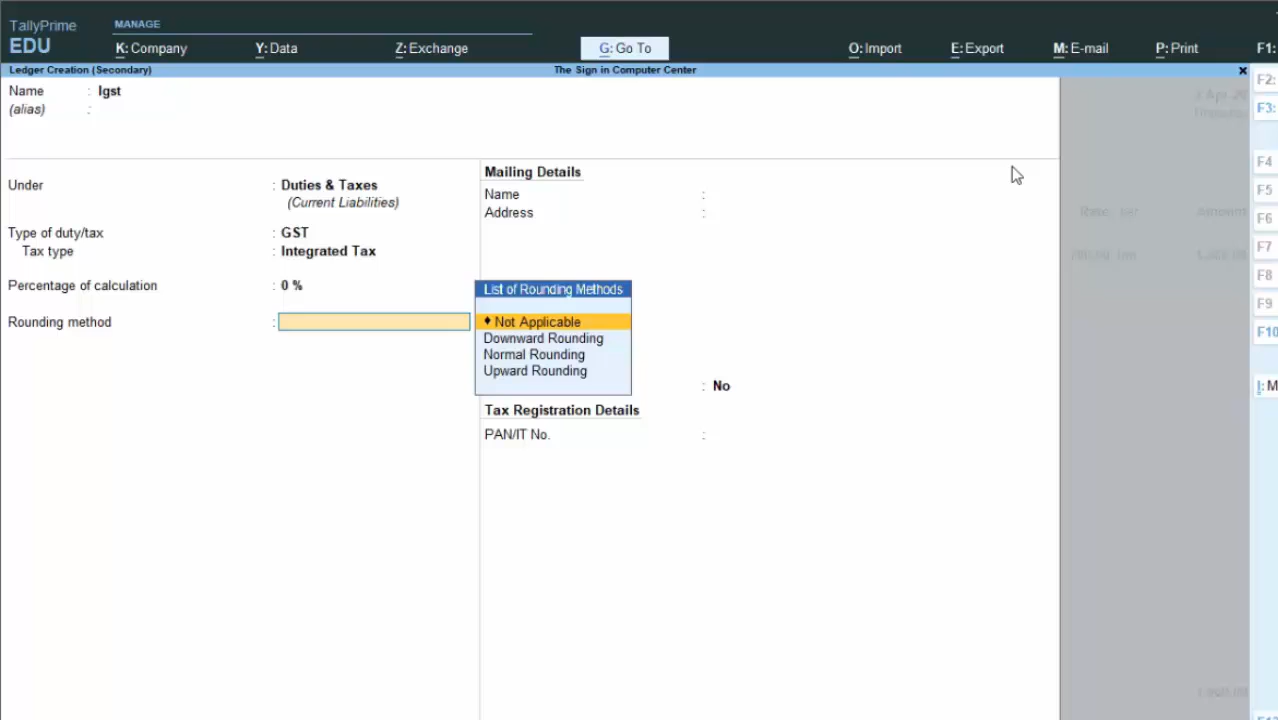 TallyPrime
EDU
MANAGE
K: Company
Y: Data
Z: Exchange
G: Go To
O: Import
E: Export
M: E-mail
P: Print
F1:
Ledger Creation (Secondary)
The Sign in Computer Center
F2:
Name : Igst
(alias) :
F3:
Under : Duties & Taxes
(Current Liabilities)
Type of duty/tax : GST
Tax type : Integrated Tax
Percentage of calculation : 0 %
Rounding method :
List of Rounding Methods
♦ Not Applicable
Downward Rounding
Normal Rounding
Upward Rounding
Mailing Details
Name :
Address :
: No
Tax Registration Details
PAN/IT No. :
Rate per
Amount
F4
F5
F6
F7
F8
F9
F10
I: M